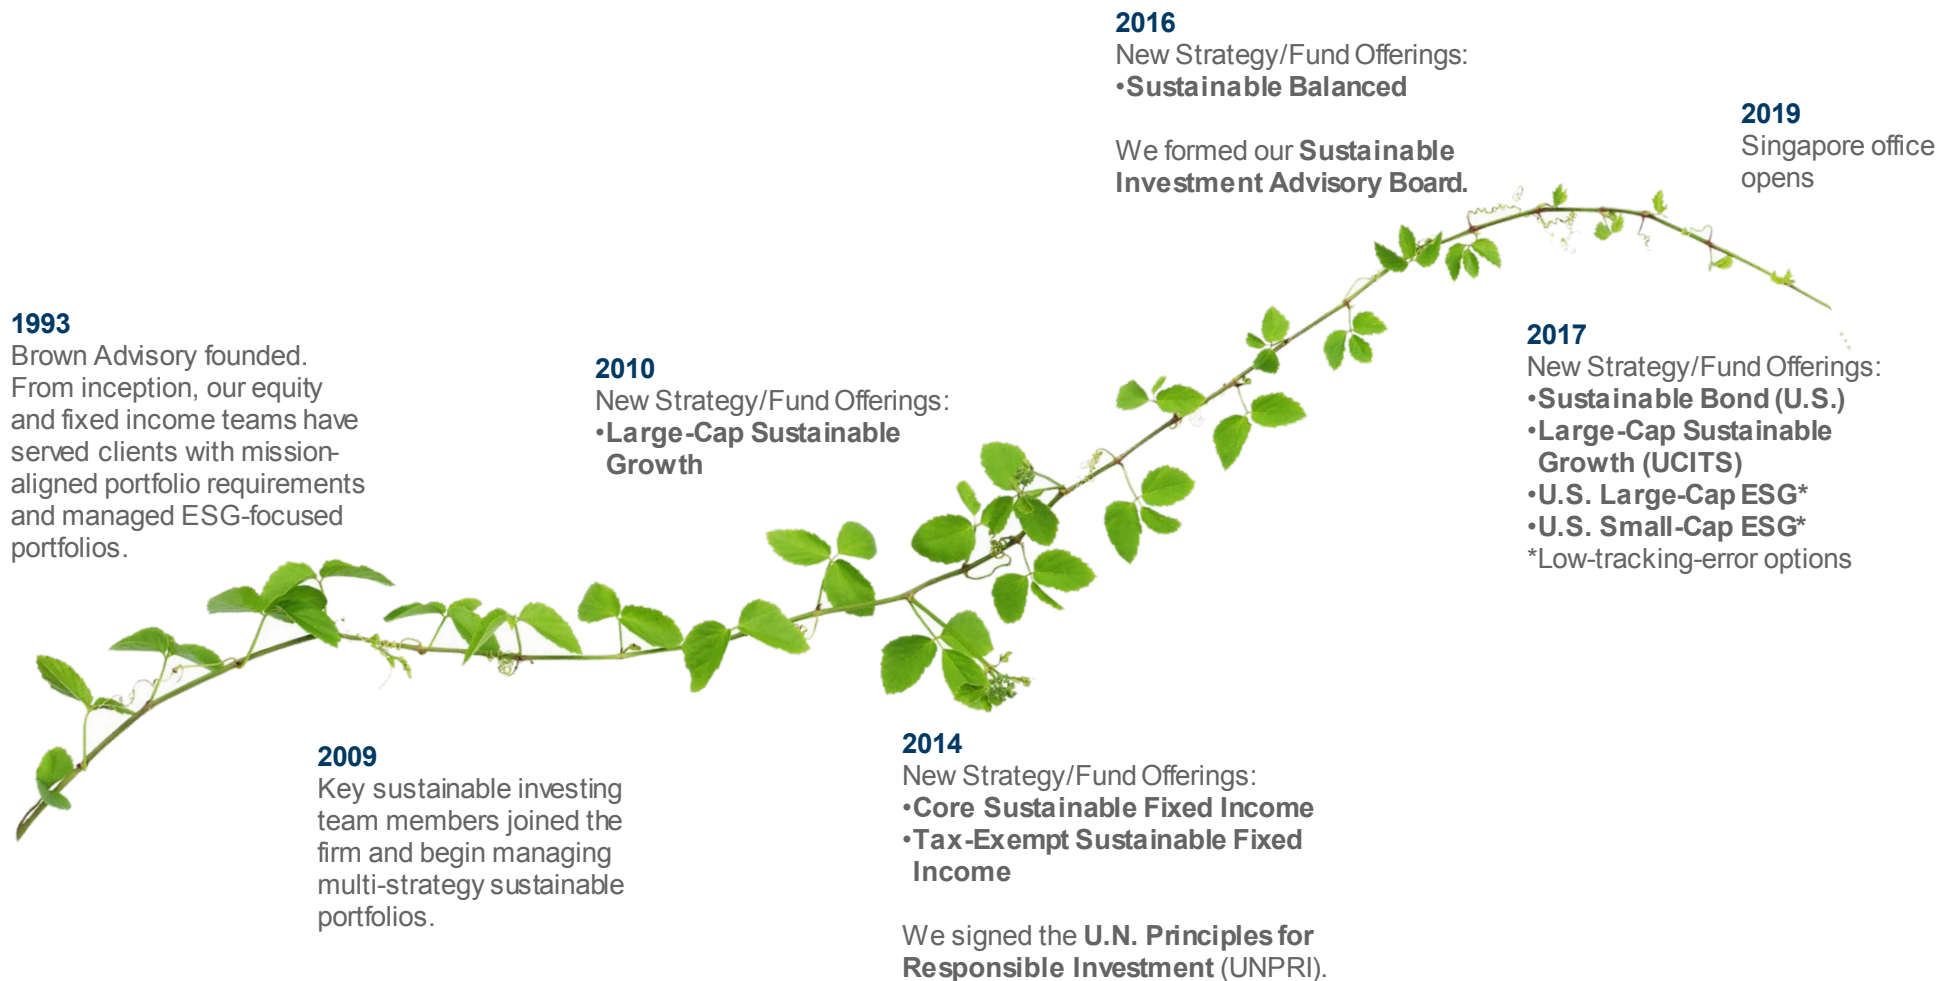 1993
Brown Advisory founded.
From inception, our equity
and fixed income teams have
served clients with mission-
aligned portfolio requirements
and managed ESG-focused
portfolios.
2009
Key sustainable investing
team members joined the
firm and begin managing
multi-strategy sustainable
portfolios.
2010
New Strategy/Fund Offerings:
•Large-Cap Sustainable
Growth
2014
New Strategy/Fund Offerings:
•Core Sustainable Fixed Income
•Tax-Exempt Sustainable Fixed
Income
We signed the U.N. Principles for
Responsible Investment (UNPRI).
2016
New Strategy/Fund Offerings:
•Sustainable Balanced
We formed our Sustainable
Investment Advisory Board.
2017
New Strategy/Fund Offerings:
•Sustainable Bond (U.S.)
•Large-Cap Sustainable
Growth (UCITS)
•U.S. Large-Cap ESG*
•U.S. Small-Cap ESG*
*Low-tracking-error options
2019
Singapore office
opens